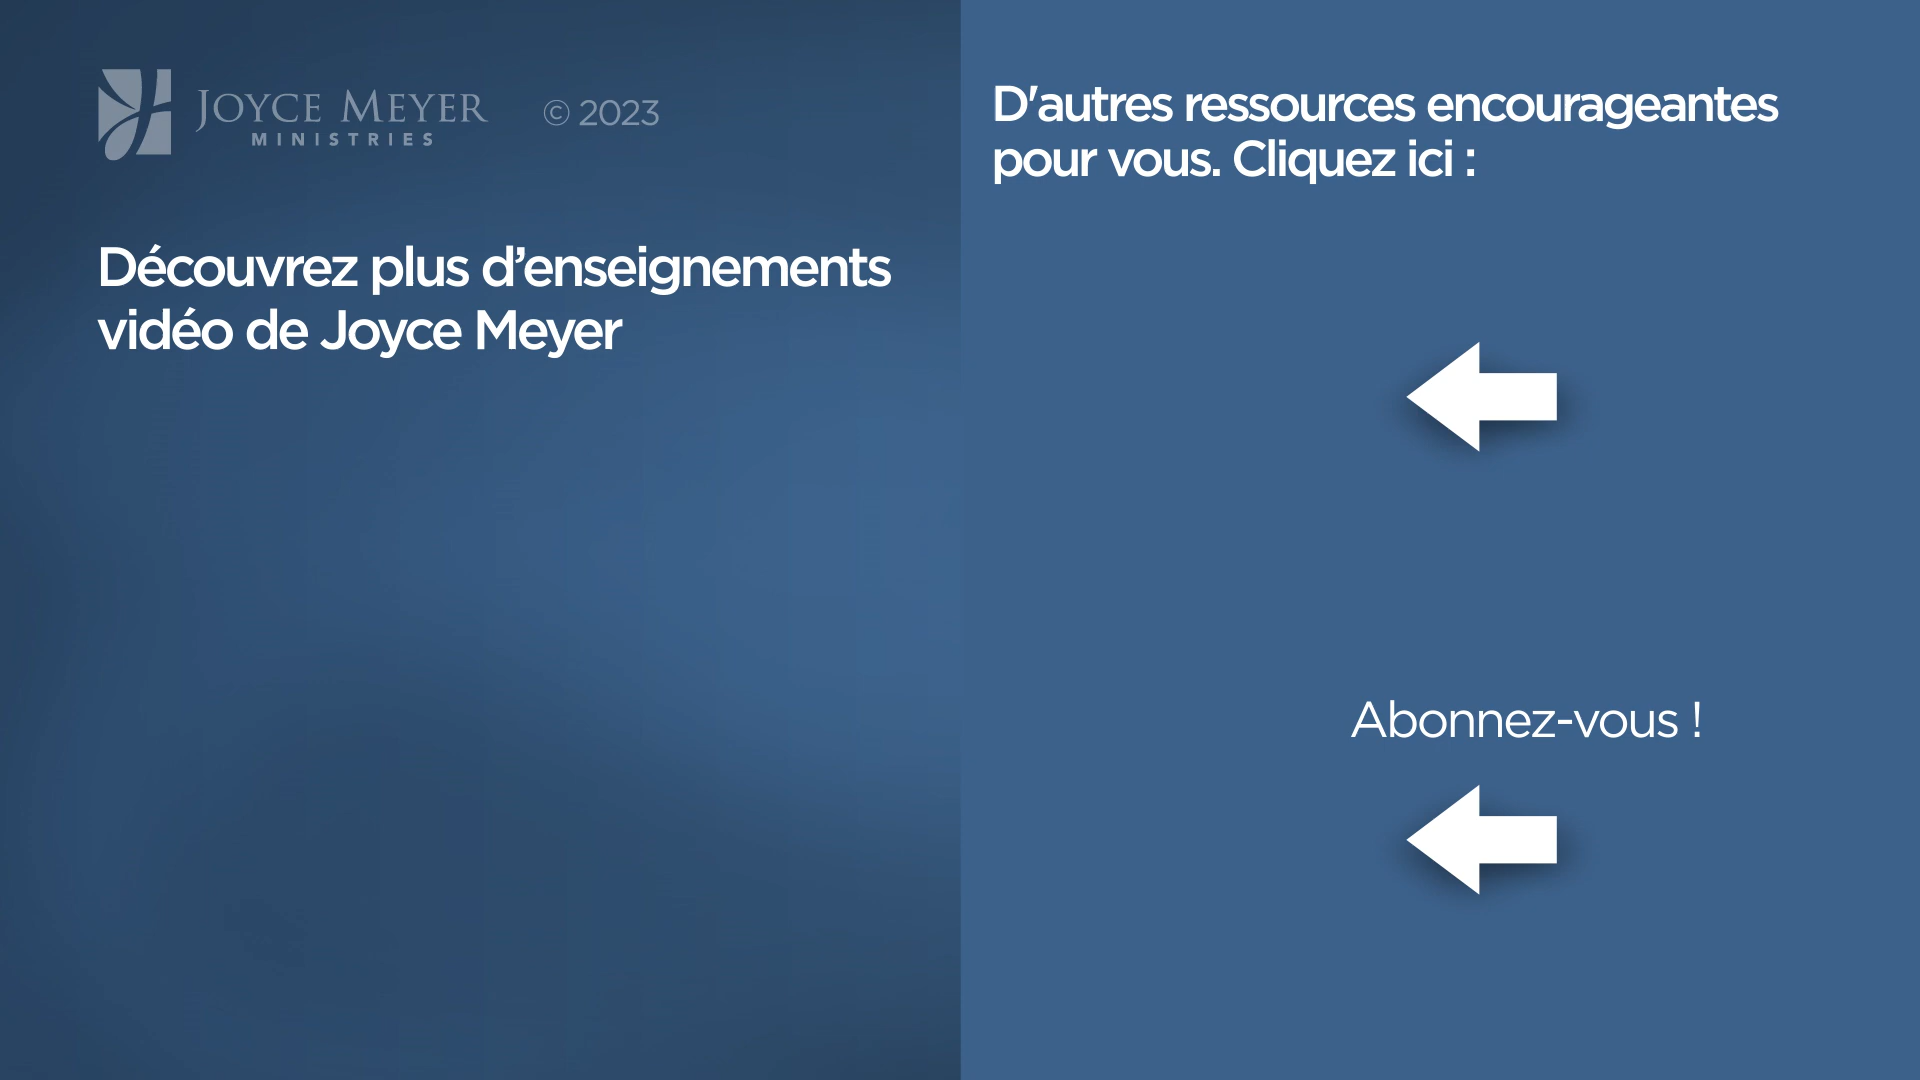 JOYCE MEYER
MINISTRIES
© 2023
Découvrez plus d’enseignements
vidéo de Joyce Meyer
D'autres ressources encourageantes
pour vous. Cliquez ici :
Abonnez-vous !